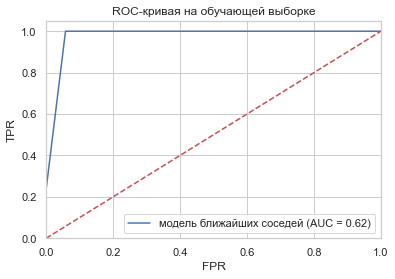 ROC-кривая на обучающей выборке
1.0
0.8
0.6
0.4
0.2
0.0
TPR
модель ближайших соседей (AUC = 0.62)
0.0 0.2 0.4 0.6 0.8 1.0
FPR